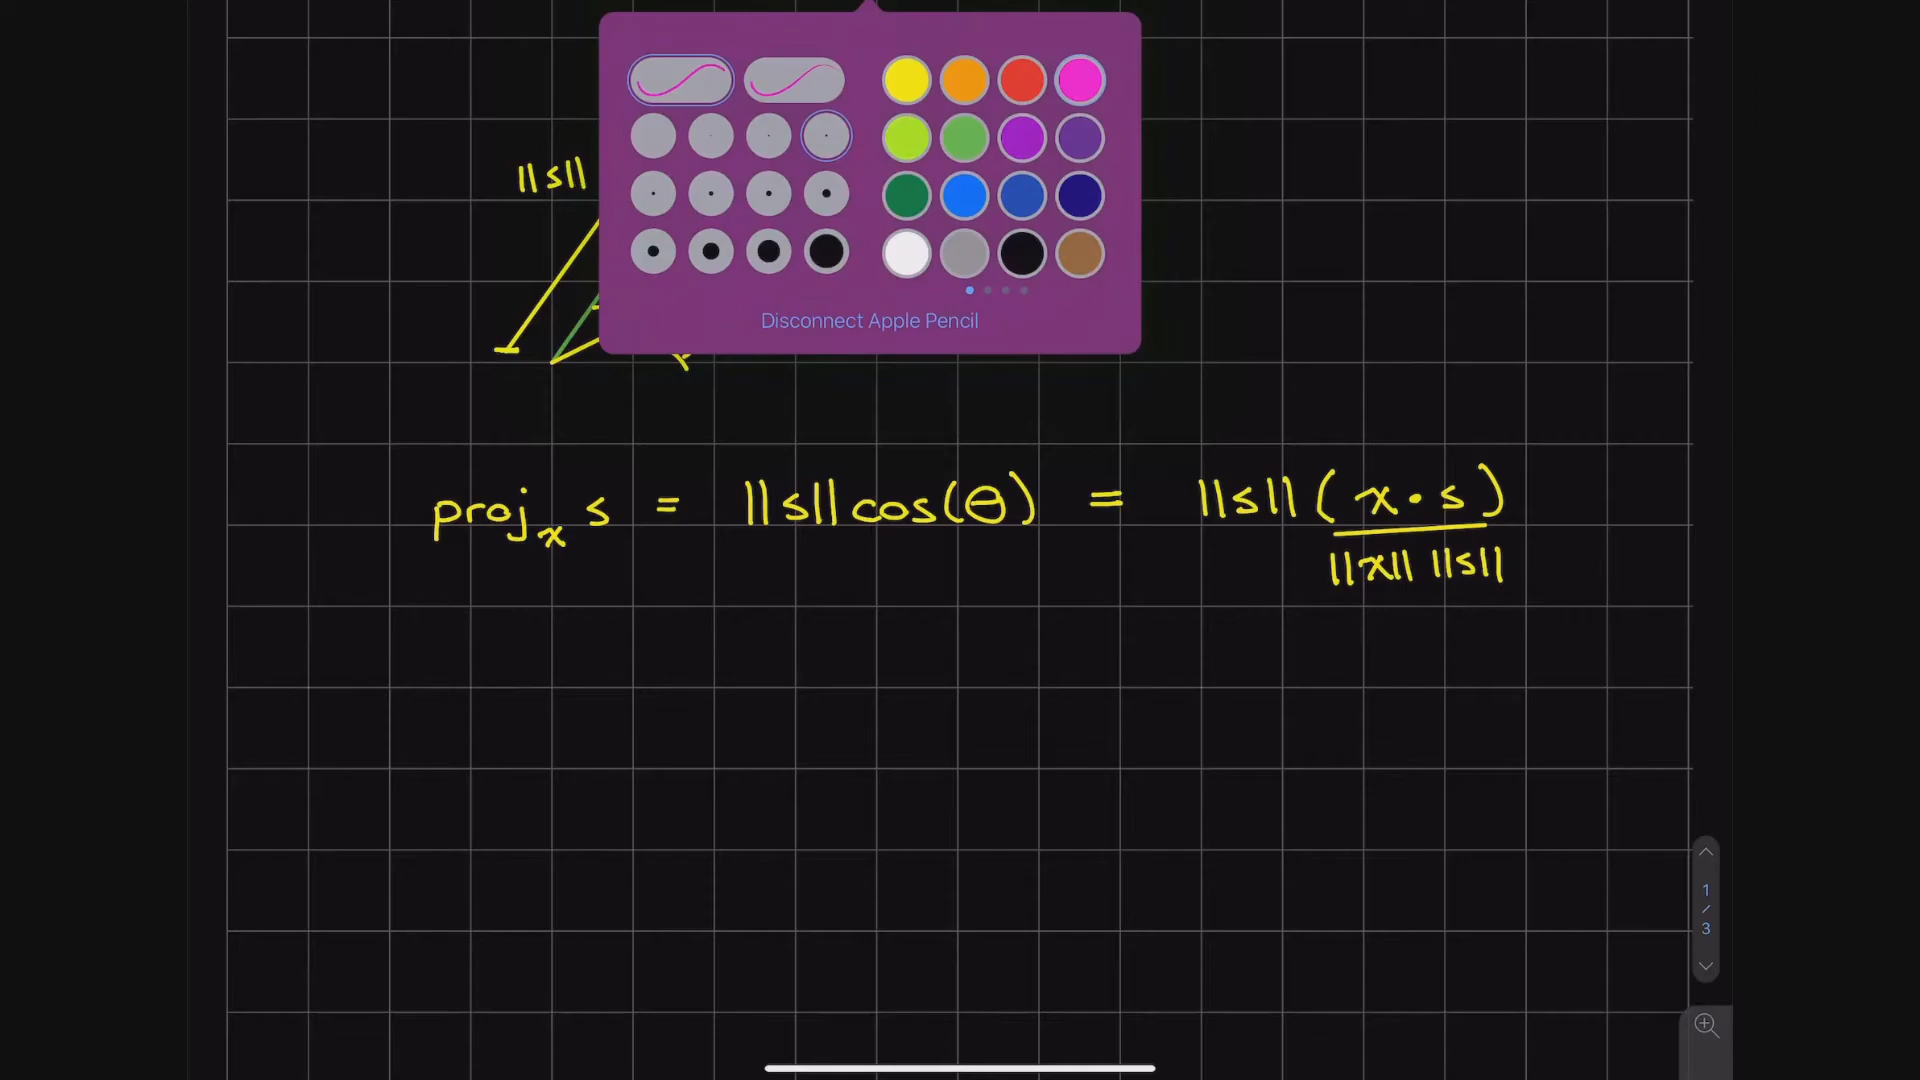 ||s||
Disconnect Apple Pencil
proj_x s = ||s|| cos(θ) = ||s|| (x · s)
||x|| ||s||
1
/
3